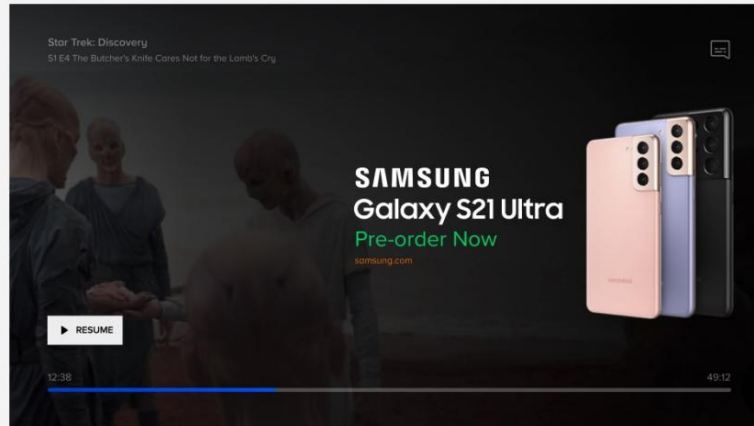 Star Trek: Discovery
S1 E4 The Butcher's Knife Cares Not for the Lamb's Cry
SAMSUNG
Galaxy S21 Ultra
Pre-order Now
samsung.com
SAMSUNG
RESUME
12:38
49:12